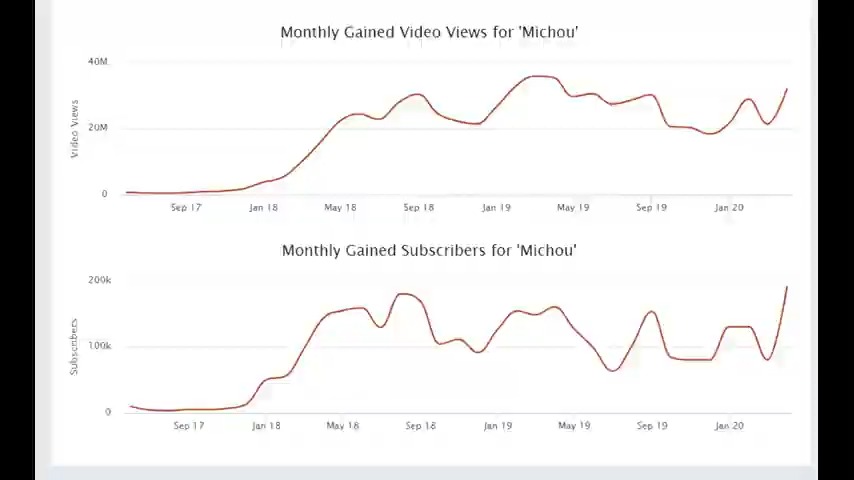 Monthly Gained Video Views for 'Michou'
40M
20M
0
Video Views
Sep 17 Jan 18 May 18 Sep 18 Jan 19 May 19 Sep 19 Jan 20
Monthly Gained Subscribers for 'Michou'
200k
100k
0
Subscribers
Sep 17 Jan 18 May 18 Sep 18 Jan 19 May 19 Sep 19 Jan 20